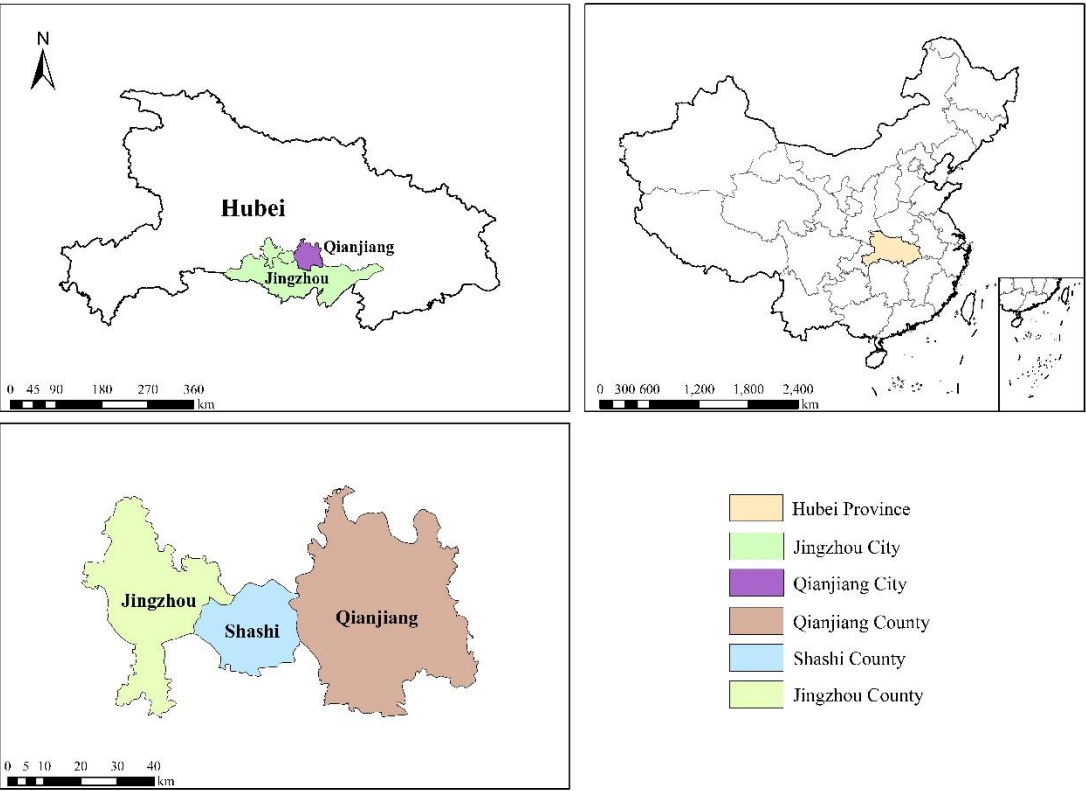 N
Hubei
Qianjiang
Jingzhou
0 45 90 180 270 360
km
0 300 600 1,200 1,800 2,400
km
Jingzhou
Shashi
Qianjiang
0 5 10 20 30 40
km
Hubei Province
Jingzhou City
Qianjiang City
Qianjiang County
Shashi County
Jingzhou County